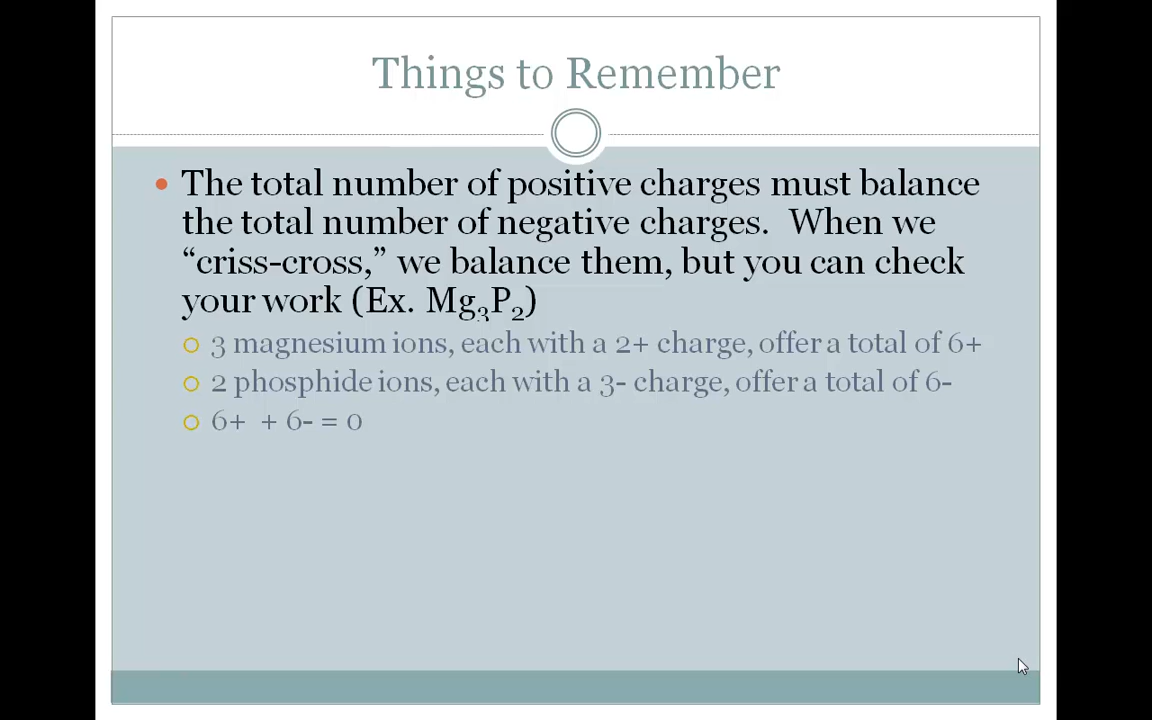 Things to Remember
• The total number of positive charges must balance
the total number of negative charges.  When we
“criss-cross,” we balance them, but you can check
your work (Ex. Mg₃P₂)
○ 3 magnesium ions, each with a 2+ charge, offer a total of 6+
○ 2 phosphide ions, each with a 3- charge, offer a total of 6-
○ 6+  + 6- = 0